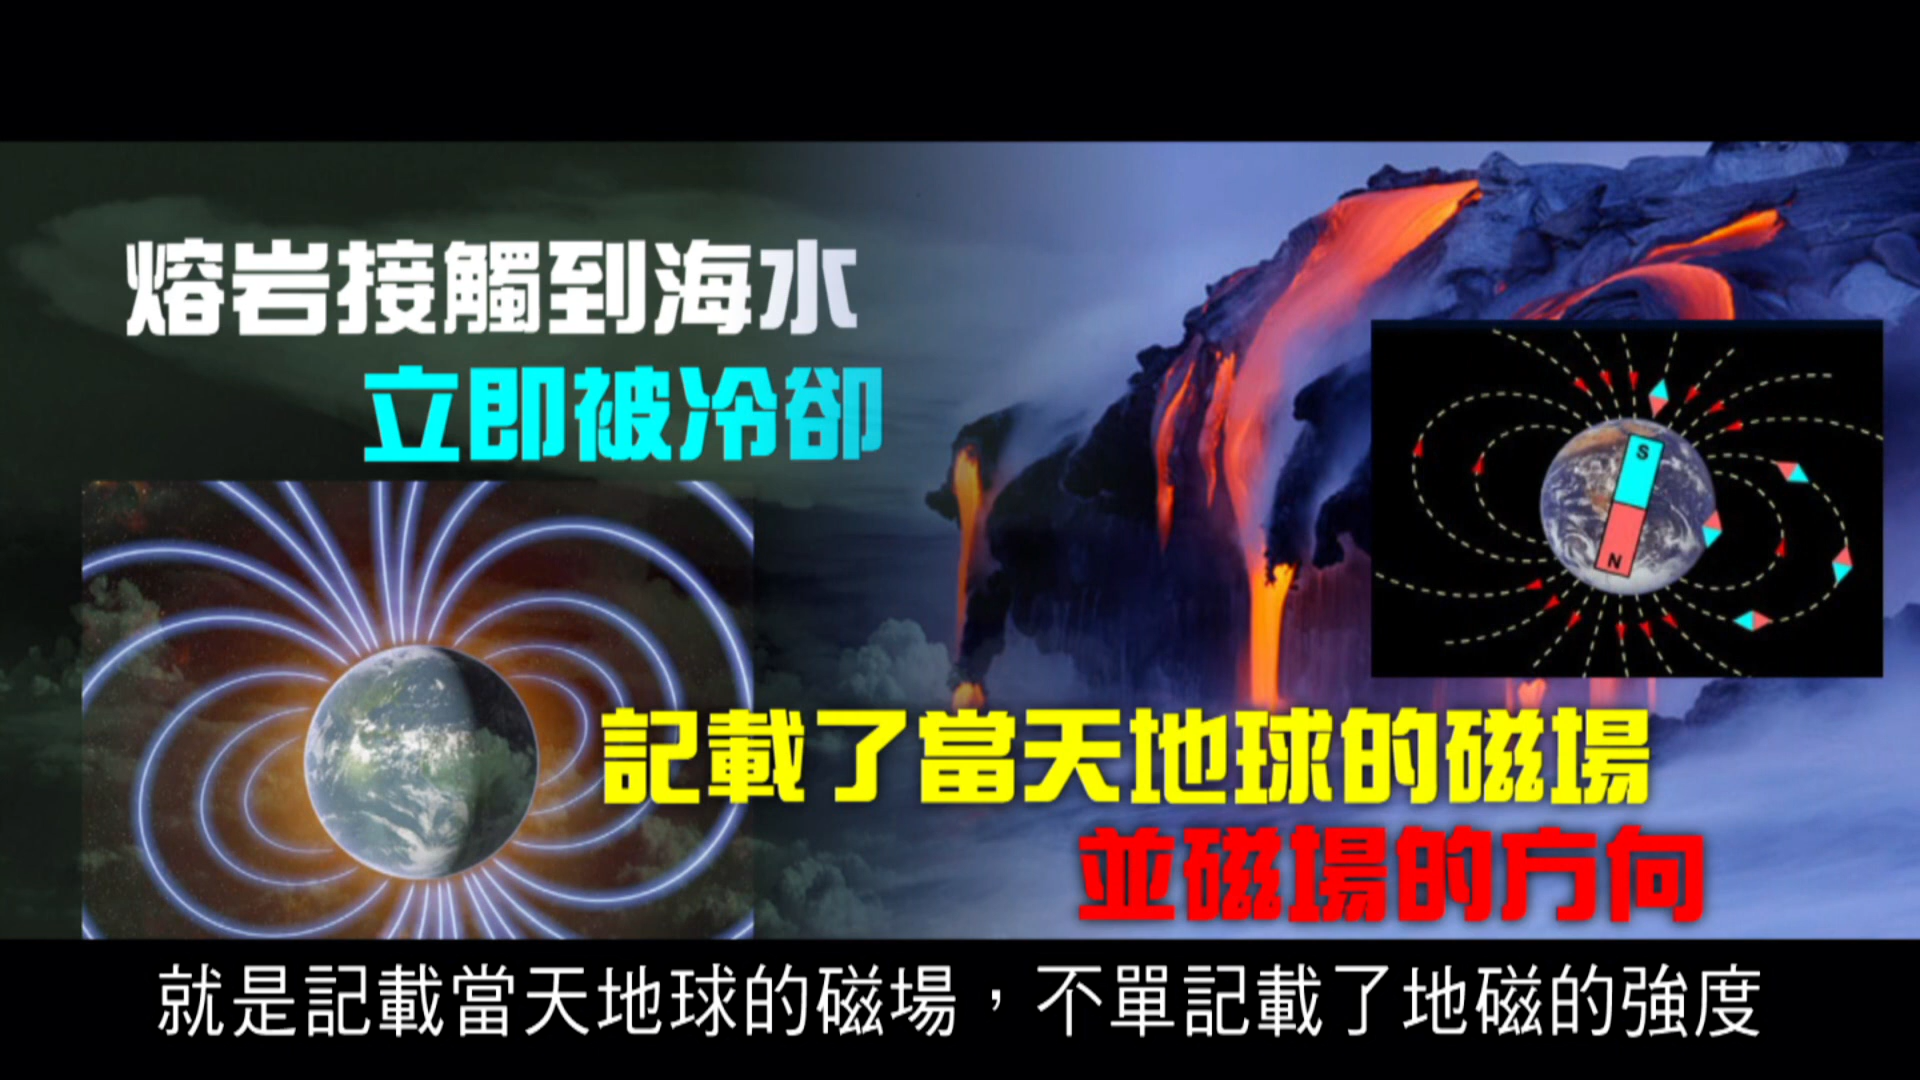 熔岩接觸到海水
立即被冷卻
S
N
記載了當天地球的磁場
並磁場的方向
就是記載當天地球的磁場，不單記載了地磁的強度